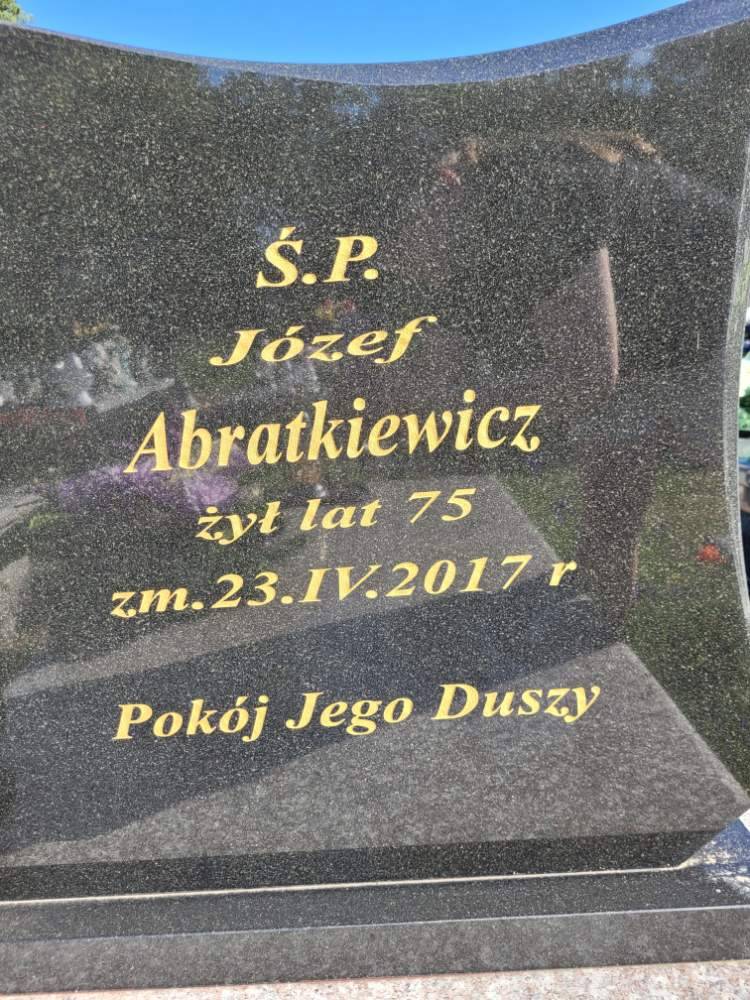 Ś.P.
Józef
Abratkiewicz
żył lat 75
zm.23.IV.2017 r
Pokój Jego Duszy